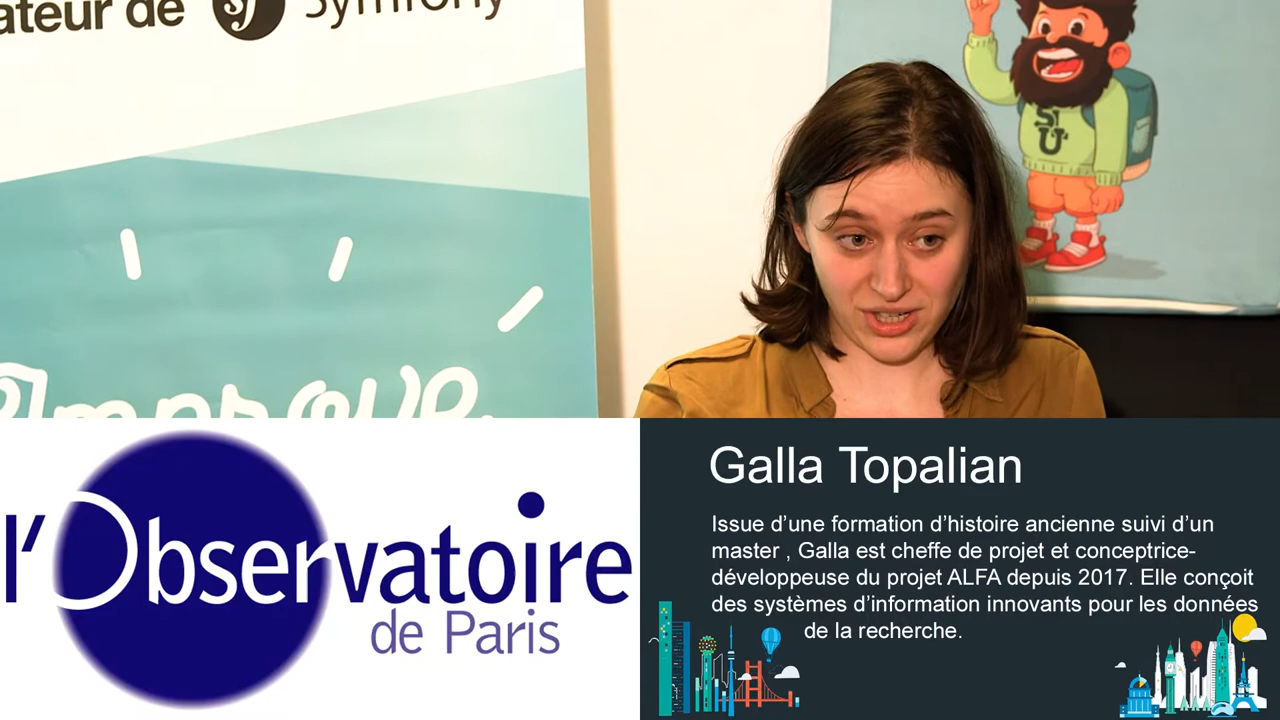 ateur de Symfony
SU
l'Observatoire
de Paris
Galla Topalian
Issue d'une formation d'histoire ancienne suivi d'un
master , Galla est cheffe de projet et conceptrice-
développeuse du projet ALFA depuis 2017. Elle conçoit
des systèmes d'information innovants pour les données
de la recherche.